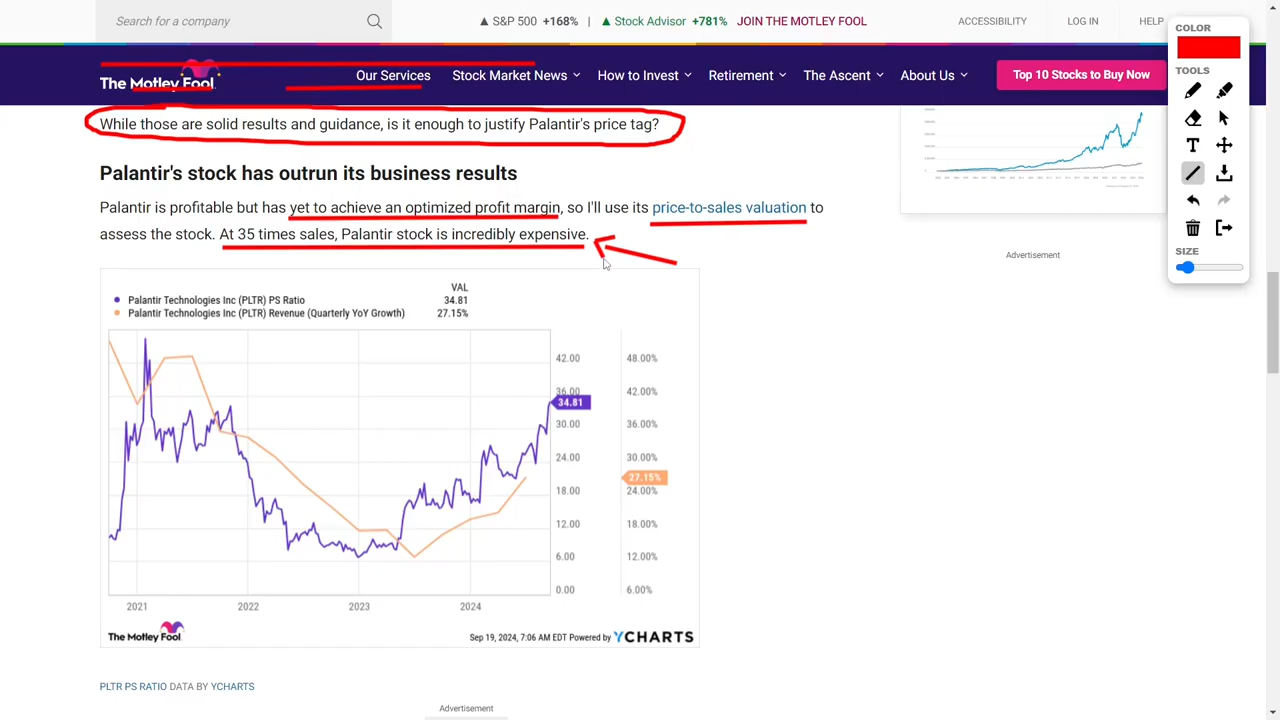 Search for a company
▲ S&P 500 +168% | ▲ Stock Advisor +781% JOIN THE MOTLEY FOOL
ACCESSIBILITY LOG IN HELP
The Motley Fool.
Our Services Stock Market News How to Invest Retirement The Ascent About Us
Top 10 Stocks to Buy Now
COLOR
TOOLS
T
SIZE
While those are solid results and guidance, is it enough to justify Palantir's price tag?
Palantir's stock has outrun its business results
Palantir is profitable but has yet to achieve an optimized profit margin, so I'll use its price-to-sales valuation to
assess the stock. At 35 times sales, Palantir stock is incredibly expensive.
Advertisement
VAL
Palantir Technologies Inc (PLTR) PS Ratio 34.81
Palantir Technologies Inc (PLTR) Revenue (Quarterly YoY Growth) 27.15%
42.00 48.00%
36.00 42.00%
34.81
30.00 36.00%
24.00 30.00%
27.15%
18.00 24.00%
12.00 18.00%
6.00 12.00%
0.00 6.00%
2021 2022 2023 2024
The Motley Fool
Sep 19, 2024, 7:06 AM EDT Powered by YCHARTS
PLTR PS RATIO DATA BY YCHARTS
Advertisement